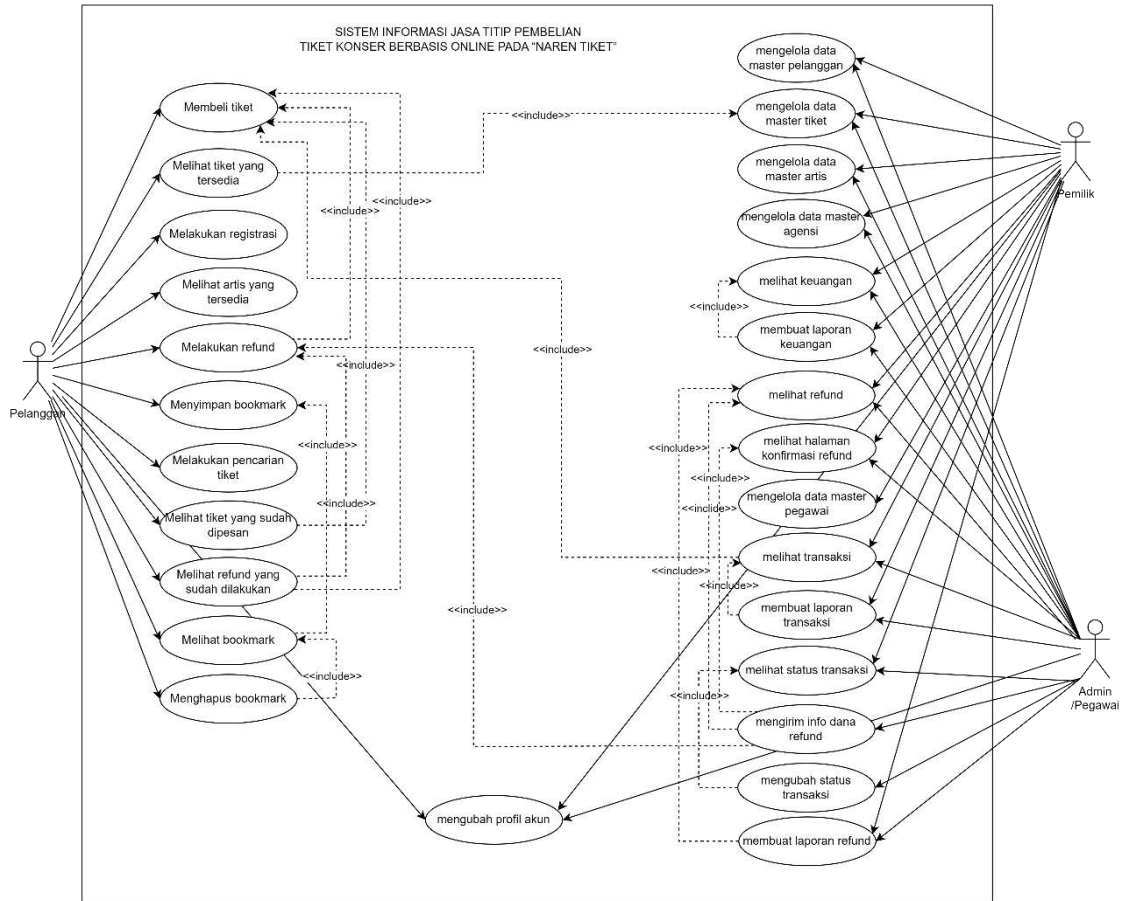 SISTEM INFORMASI JASA TITIP PEMBELIAN
TIKET KONSER BERBASIS ONLINE PADA "NAREN TIKET"
Pelanggan
Membeli tiket
Melihat tiket yang
tersedia
Melakukan registrasi
Melihat artis yang
tersedia
Melakukan refund
Menyimpan bookmark
Melakukan pencarian
tiket
Melihat tiket yang sudah
dipesan
Melihat refund yang
sudah dilakukan
Melihat bookmark
Menghapus bookmark
<<include>>
<<include>>
<<include>>
<<include>>
<<include>>
<<include>>
<<include>>
<<include>>
<<include>>
mengubah profil akun
mengelola data
master pelanggan
mengelola data
master tiket
mengelola data
master artis
mengelola data master
agensi
melihat keuangan
<<include>>
membuat laporan
keuangan
melihat refund
<<include>>
melihat halaman
konfirmasi refund
<<include>>
<<inclide>>
mengelola data master
pegawai
melihat transaksi
<<include>>
<<include>>
membuat laporan
transaksi
melihat status transaksi
<<include>>
<<include>>
mengirim info dana
refund
mengubah status
transaksi
membuat laporan refund
Pemilik
Admin
/Pegawai